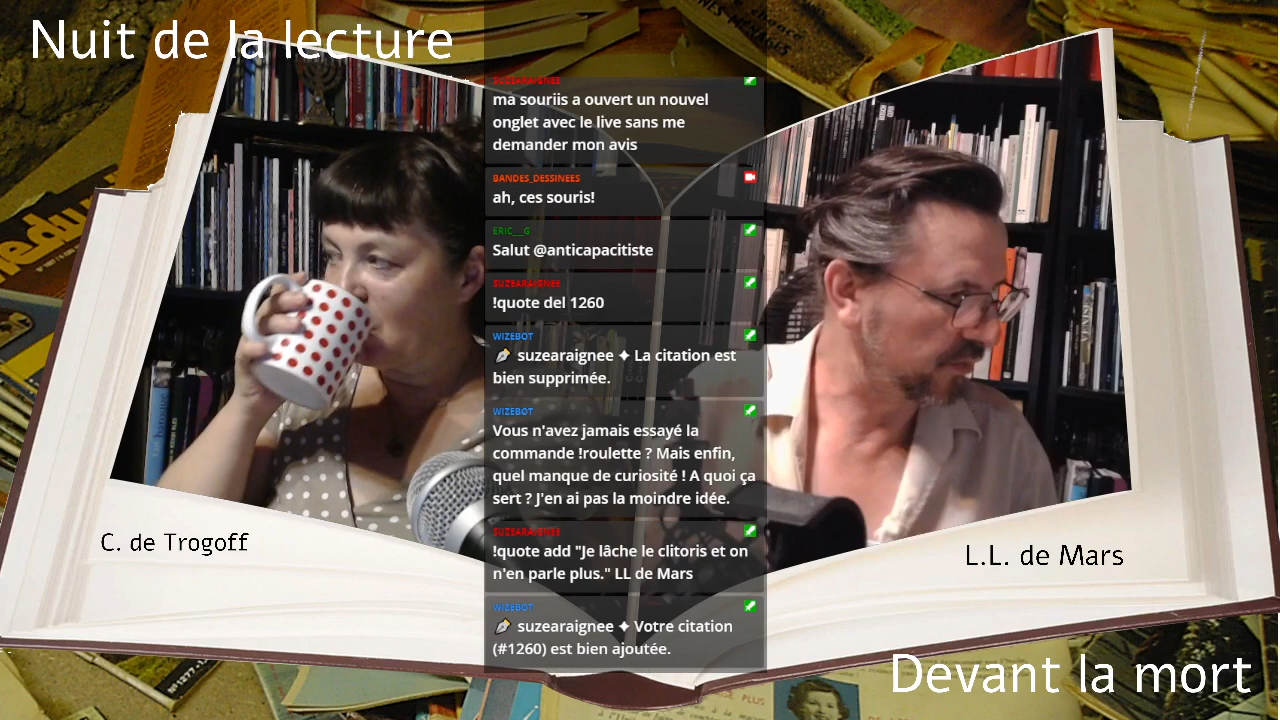 Nuit de la lecture
SUZEARAIGNEE
ma souriis a ouvert un nouvel
onglet avec le live sans me
demander mon avis
BANDES_DESSINEES
ah, ces souris!
ERIC__G
Salut @anticapacitiste
SUZEARAIGNEE
!quote del 1260
WIZEBOT
suzearaignee ✦ La citation est
bien supprimée.
WIZEBOT
Vous n'avez jamais essayé la
commande !roulette ? Mais enfin,
quel manque de curiosité ! A quoi ça
sert ? J'en ai pas la moindre idée.
SUZEARAIGNEE
!quote add "Je lâche le clitoris et on
n'en parle plus." LL de Mars
WIZEBOT
suzearaignee ✦ Votre citation
(#1260) est bien ajoutée.
C. de Trogoff
L.L. de Mars
Devant la mort